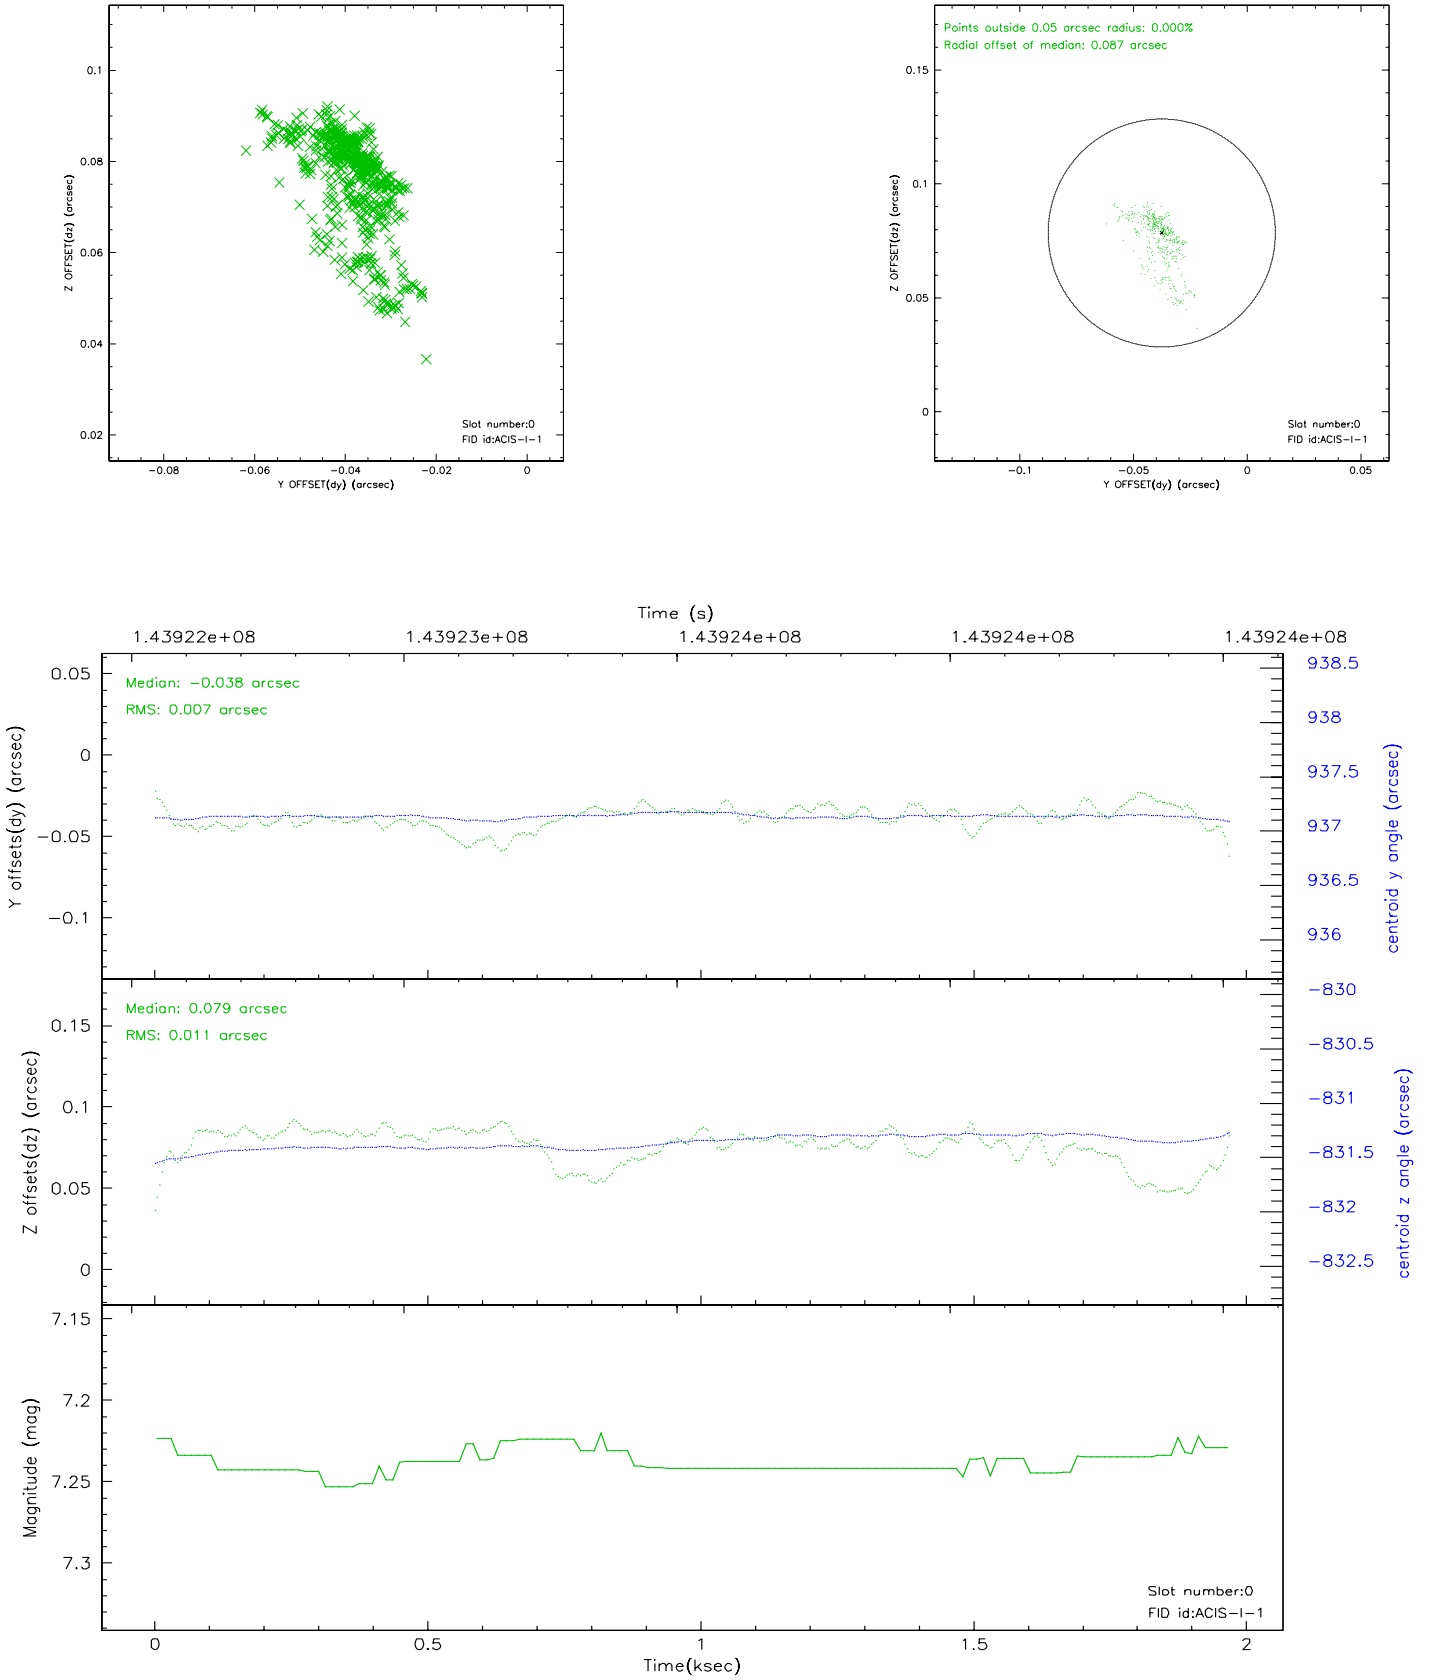 0.1
0.08
0.06
0.04
0.02
Z OFFSET(dz) (arcsec)
Slot number:0
FID id:ACIS-I-1
-0.08 -0.06 -0.04 -0.02 0
Y OFFSET(dy) (arcsec)
Points outside 0.05 arcsec radius: 0.000%
Radial offset of median: 0.087 arcsec
0.15
0.1
0.05
0
Z OFFSET(dz) (arcsec)
Slot number:0
FID id:ACIS-I-1
-0.1 -0.05 0 0.05
Y OFFSET(dy) (arcsec)
Time (s)
1.43922e+08 1.43923e+08 1.43924e+08 1.43924e+08 1.43924e+08
Median: -0.038 arcsec
RMS: 0.007 arcsec
0.05
0
-0.05
-0.1
Y offsets(dy) (arcsec)
938.5
938
937.5
937
936.5
936
centroid y angle (arcsec)
Median: 0.079 arcsec
RMS: 0.011 arcsec
0.15
0.1
0.05
0
Z offsets(dz) (arcsec)
-830
-830.5
-831
-831.5
-832
-832.5
centroid z angle (arcsec)
7.15
7.2
7.25
7.3
Magnitude (mag)
Slot number:0
FID id:ACIS-I-1
0 0.5 1 1.5 2
Time(ksec)